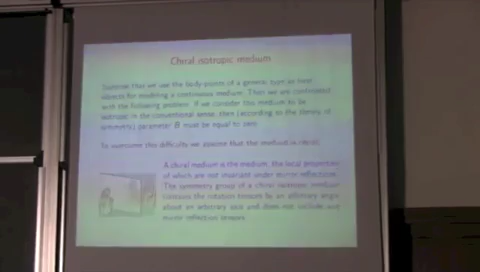 Chiral isotropic medium
Suppose that we use the body-points of a general type as basic
objects for modeling a continuous medium. Then we are confronted
with the following problem. If we consider this medium to be
isotropic in the conventional sense, then (according to the theory of
symmetry) parameter B must be equal to zero.
To overcome this difficulty we assume that the medium is chiral.
A chiral medium is the medium, the local properties
of which are not invariant under mirror reflections.
The symmetry group of a chiral isotropic medium
contains the rotation tensors by an arbitrary angle
about an arbitrary axis and does not include any
mirror reflection tensors.